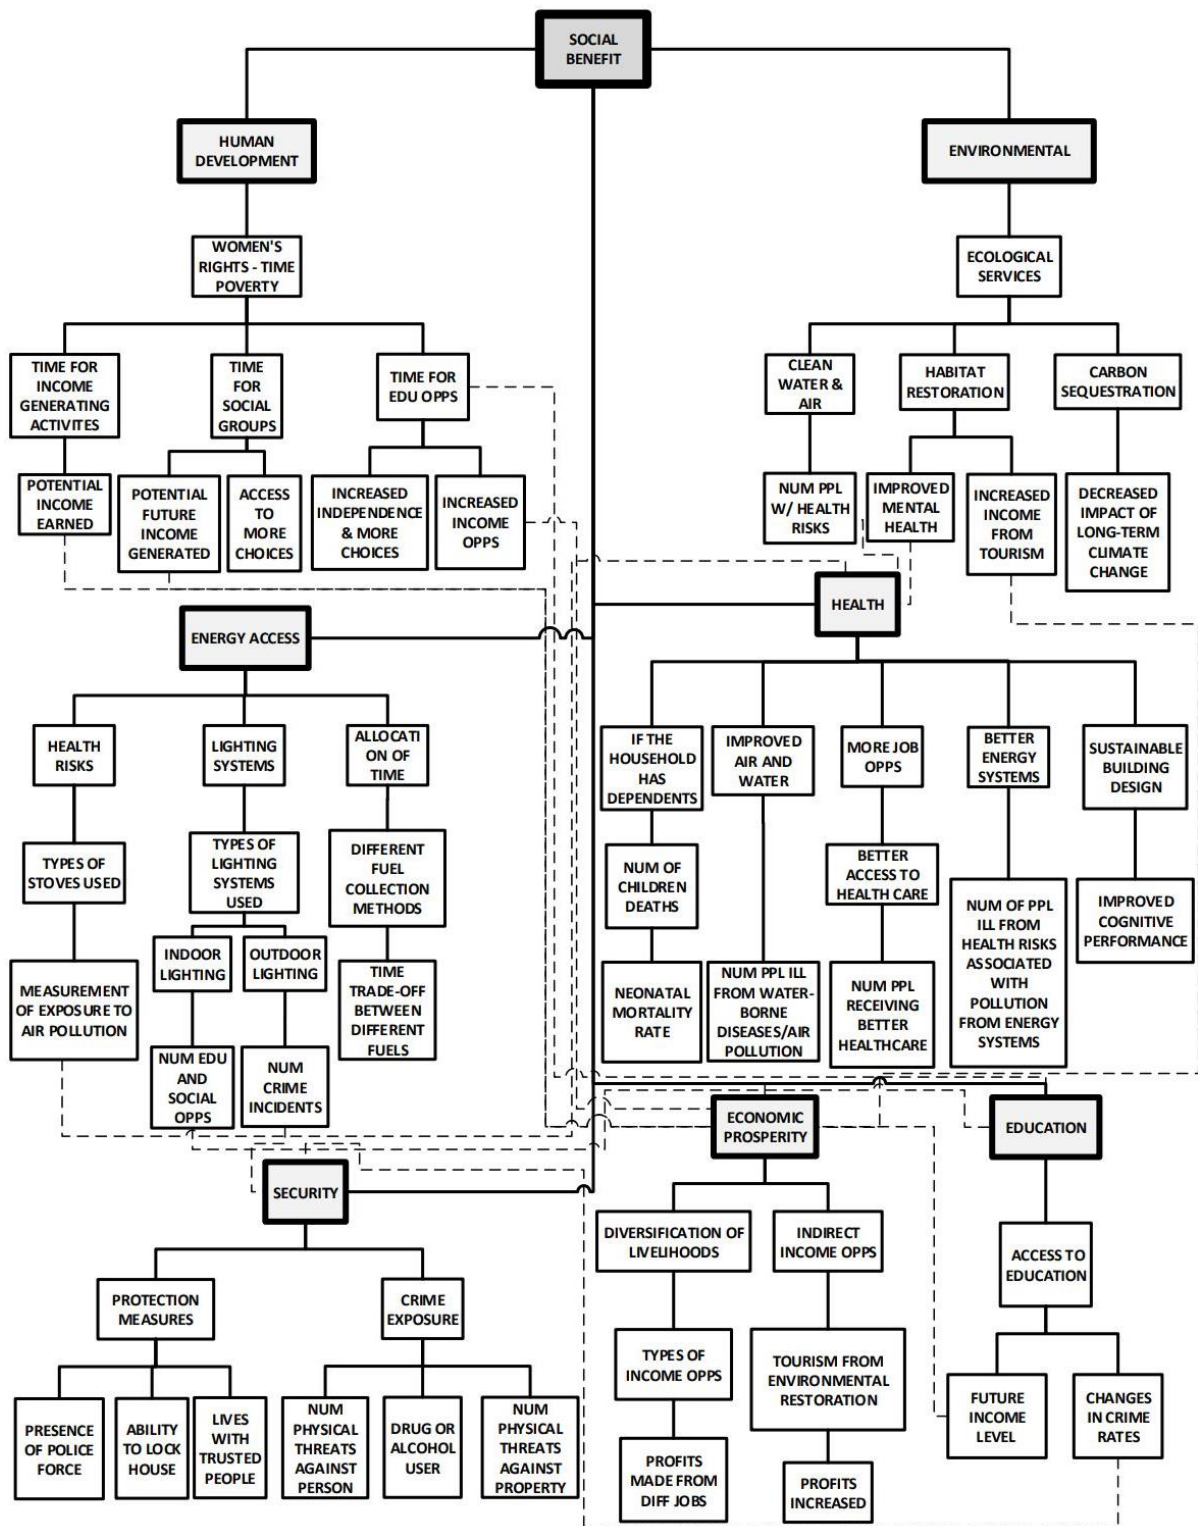 SOCIAL
BENEFIT
HUMAN
DEVELOPMENT
ENVIRONMENTAL
WOMEN'S
RIGHTS - TIME
POVERTY
ECOLOGICAL
SERVICES
TIME FOR
INCOME
GENERATING
ACTIVITES
TIME
FOR
SOCIAL
GROUPS
TIME FOR
EDU OPPS
CLEAN
WATER &
AIR
HABITAT
RESTORATION
CARBON
SEQUESTRATION
POTENTIAL
INCOME
EARNED
POTENTIAL
FUTURE
INCOME
GENERATED
ACCESS
TO
MORE
CHOICES
INCREASED
INDEPENDENCE
& MORE
CHOICES
INCREASED
INCOME
OPPS
NUM PPL
W/ HEALTH
RISKS
IMPROVED
MENTAL
HEALTH
INCREASED
INCOME
FROM
TOURISM
DECREASED
IMPACT OF
LONG-TERM
CLIMATE
CHANGE
HEALTH
ENERGY ACCESS
HEALTH
RISKS
LIGHTING
SYSTEMS
ALLOCATI
ON OF
TIME
IF THE
HOUSEHOLD
HAS
DEPENDENTS
IMPROVED
AIR AND
WATER
MORE JOB
OPPS
BETTER
ENERGY
SYSTEMS
SUSTAINABLE
BUILDING
DESIGN
TYPES OF
STOVES USED
TYPES OF
LIGHTING
SYSTEMS
USED
DIFFERENT
FUEL
COLLECTION
METHODS
NUM OF
CHILDREN
DEATHS
BETTER
ACCESS TO
HEALTH CARE
NUM OF PPL
ILL FROM
HEALTH RISKS
ASSOCIATED
WITH
POLLUTION
FROM ENERGY
SYSTEMS
IMPROVED
COGNITIVE
PERFORMANCE
INDOOR
LIGHTING
OUTDOOR
LIGHTING
MEASUREMENT
OF EXPOSURE TO
AIR POLLUTION
TIME
TRADE-OFF
BETWEEN
DIFFERENT
FUELS
NEONATAL
MORTALITY
RATE
NUM PPL ILL
FROM WATER-
BORNE
DISEASES/AIR
POLLUTION
NUM PPL
RECEIVING
BETTER
HEALTHCARE
NUM EDU
AND
SOCIAL
OPPS
NUM
CRIME
INCIDENTS
ECONOMIC
PROSPERITY
EDUCATION
SECURITY
DIVERSIFICATION OF
LIVELIHOODS
INDIRECT
INCOME OPPS
ACCESS TO
EDUCATION
PROTECTION
MEASURES
CRIME
EXPOSURE
TYPES OF
INCOME OPPS
TOURISM FROM
ENVIRONMENTAL
RESTORATION
FUTURE
INCOME
LEVEL
CHANGES
IN CRIME
RATES
PRESENCE
OF POLICE
FORCE
ABILITY
TO LOCK
HOUSE
LIVES
WITH
TRUSTED
PEOPLE
NUM
PHYSICAL
THREATS
AGAINST
PERSON
DRUG OR
ALCOHOL
USER
NUM
PHYSICAL
THREATS
AGAINST
PROPERTY
PROFITS
MADE FROM
DIFF JOBS
PROFITS
INCREASED